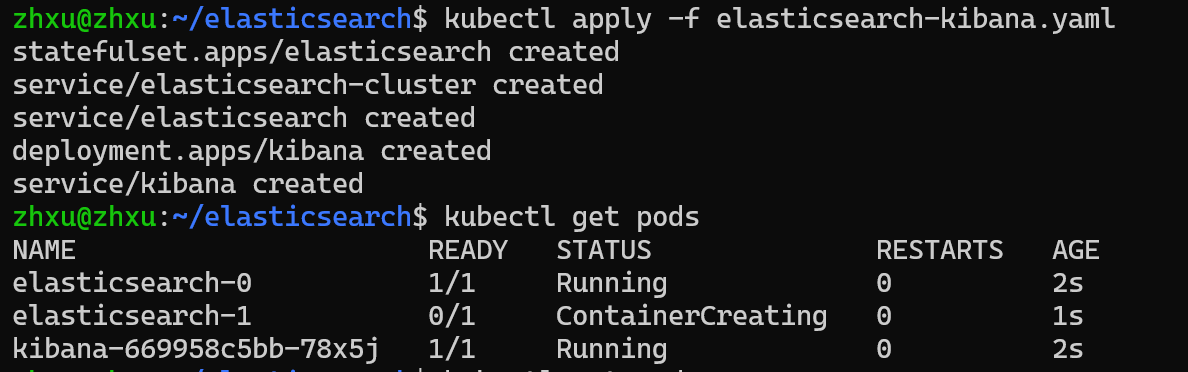 zhxu@zhxu:~/elasticsearch$ kubectl apply -f elasticsearch-kibana.yaml
statefulset.apps/elasticsearch created
service/elasticsearch-cluster created
service/elasticsearch created
deployment.apps/kibana created
service/kibana created
zhxu@zhxu:~/elasticsearch$ kubectl get pods
NAME                      READY   STATUS              RESTARTS   AGE
elasticsearch-0           1/1     Running             0          2s
elasticsearch-1           0/1     ContainerCreating   0          1s
kibana-669958c5bb-78x5j   1/1     Running             0          2s